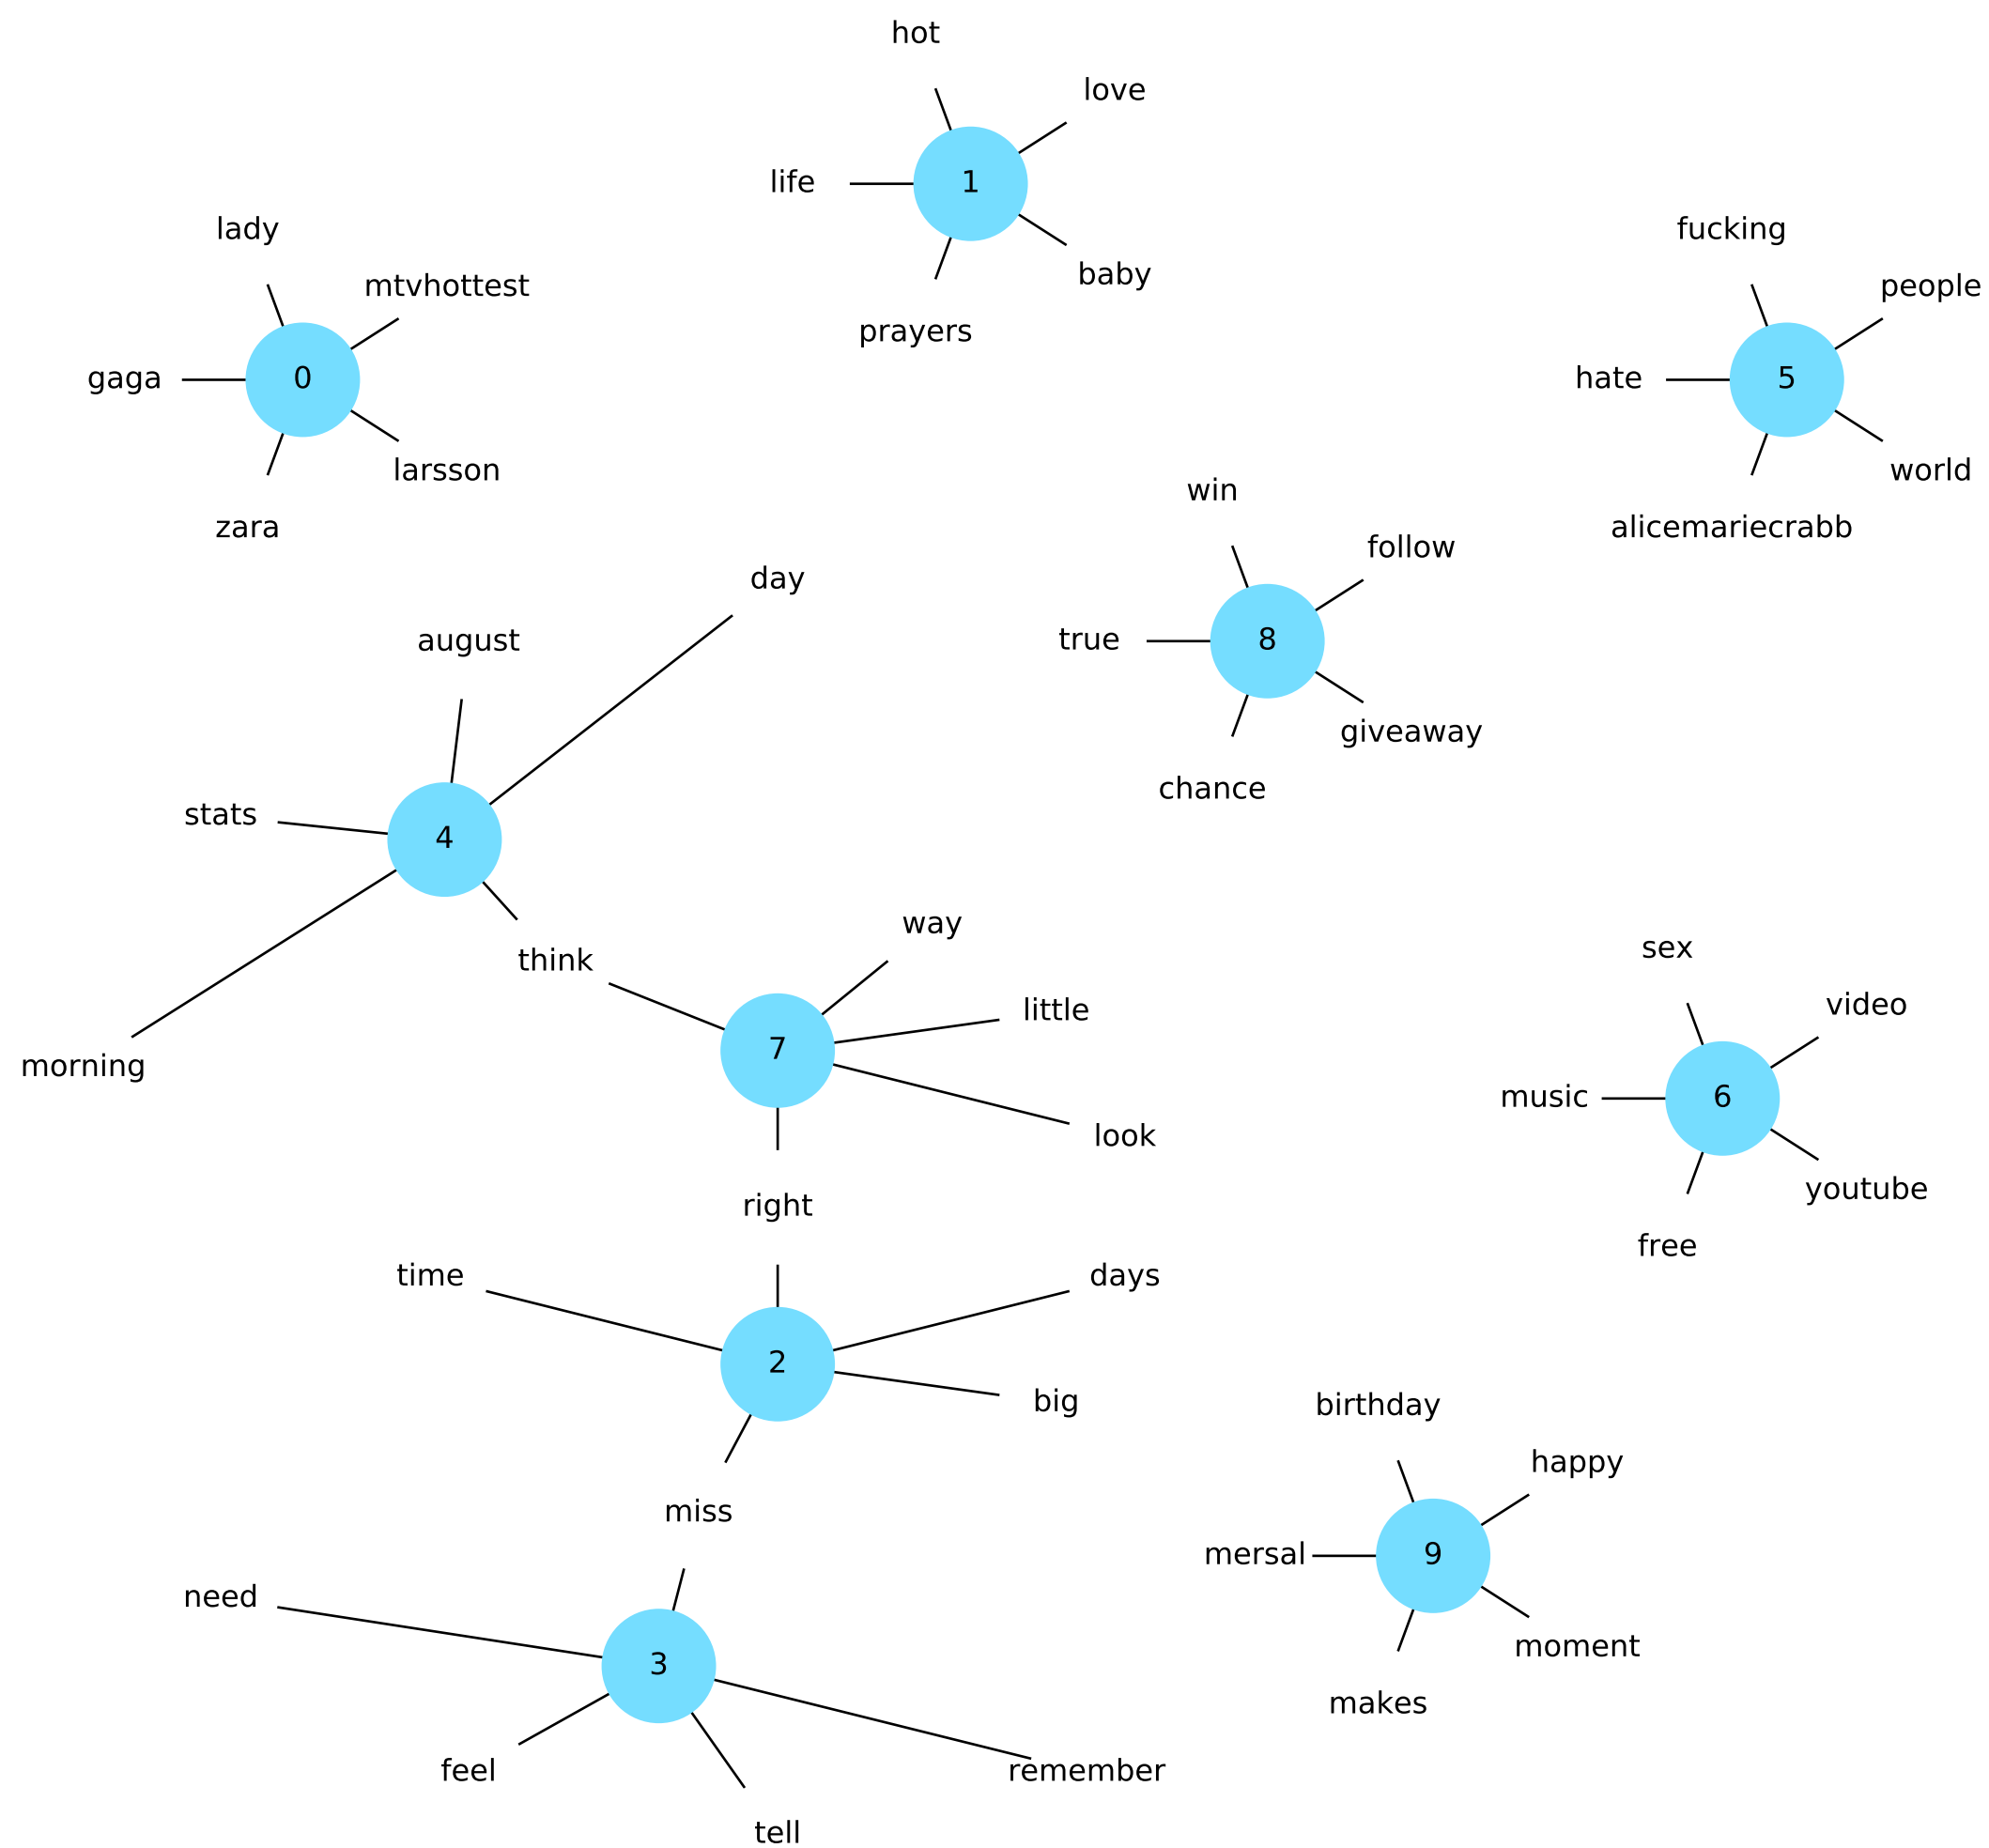 hot
love
life
1
baby
prayers
lady
mtvhottest
gaga
0
larsson
zara
fucking
people
hate
5
world
alicemariecrabb
win
follow
true
8
giveaway
chance
day
august
stats
4
morning
think
way
little
7
look
right
sex
video
music
6
youtube
free
time
days
2
big
miss
birthday
happy
mersal
9
moment
makes
need
3
feel
remember
tell